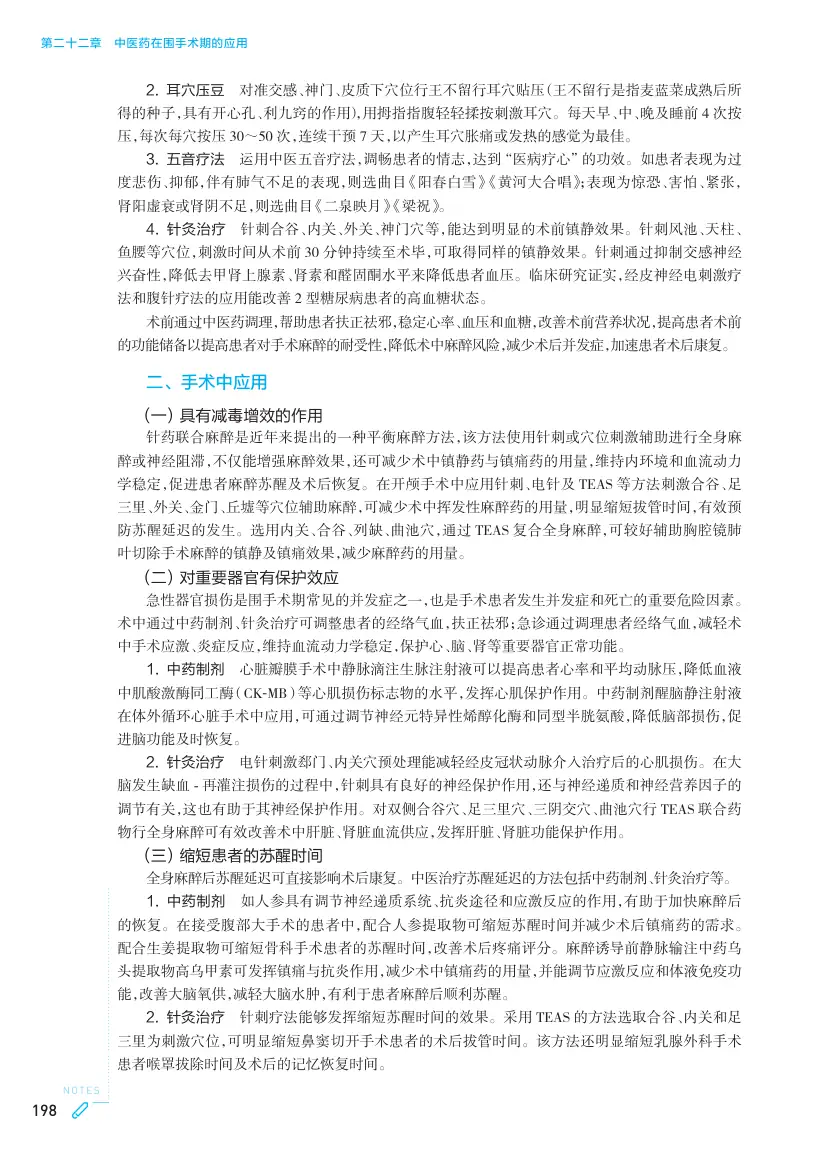 第二十二章　中医药在围手术期的应用
2. 耳穴压豆　对准交感、神门、皮质下穴位行王不留行耳穴贴压（王不留行是指麦蓝菜成熟后所
得的种子，具有开心孔、利九窍的作用），用拇指指腹轻轻揉按刺激耳穴。每天早、中、晚及睡前 4 次按
压，每次每穴按压 30～50 次，连续干预 7 天，以产生耳穴胀痛或发热的感觉为最佳。
3. 五音疗法　运用中医五音疗法，调畅患者的情志，达到“医病疗心”的功效。如患者表现为过
度悲伤、抑郁，伴有肺气不足的表现，则选曲目《阳春白雪》《黄河大合唱》；表现为惊恐、害怕、紧张，
肾阳虚衰或肾阴不足，则选曲目《二泉映月》《梁祝》。
4. 针灸治疗　针刺合谷、内关、外关、神门穴等，能达到明显的术前镇静效果。针刺风池、天柱、
鱼腰等穴位，刺激时间从术前 30 分钟持续至术毕，可取得同样的镇静效果。针刺通过抑制交感神经
兴奋性，降低去甲肾上腺素、肾素和醛固酮水平来降低患者血压。临床研究证实，经皮神经电刺激疗
法和腹针疗法的应用能改善 2 型糖尿病患者的高血糖状态。
术前通过中医药调理，帮助患者扶正祛邪，稳定心率、血压和血糖，改善术前营养状况，提高患者术前
的功能储备以提高患者对手术麻醉的耐受性，降低术中麻醉风险，减少术后并发症，加速患者术后康复。
二、手术中应用
（一）具有减毒增效的作用
针药联合麻醉是近年来提出的一种平衡麻醉方法，该方法使用针刺或穴位刺激辅助进行全身麻
醉或神经阻滞，不仅能增强麻醉效果，还可减少术中镇静药与镇痛药的用量，维持内环境和血流动力
学稳定，促进患者麻醉苏醒及术后恢复。在开颅手术中应用针刺、电针及 TEAS 等方法刺激合谷、足
三里、外关、金门、丘墟等穴位辅助麻醉，可减少术中挥发性麻醉药的用量，明显缩短拔管时间，有效预
防苏醒延迟的发生。选用内关、合谷、列缺、曲池穴，通过 TEAS 复合全身麻醉，可较好辅助胸腔镜肺
叶切除手术麻醉的镇静及镇痛效果，减少麻醉药的用量。
（二）对重要器官有保护效应
急性器官损伤是围手术期常见的并发症之一，也是手术患者发生并发症和死亡的重要危险因素。
术中通过中药制剂、针灸治疗可调整患者的经络气血，扶正祛邪；急诊通过调理患者经络气血，减轻术
中手术应激、炎症反应，维持血流动力学稳定，保护心、脑、肾等重要器官正常功能。
1. 中药制剂　心脏瓣膜手术中静脉滴注生脉注射液可以提高患者心率和平均动脉压，降低血液
中肌酸激酶同工酶（CK-MB）等心肌损伤标志物的水平，发挥心肌保护作用。中药制剂醒脑静注射液
在体外循环心脏手术中应用，可通过调节神经元特异性烯醇化酶和同型半胱氨酸，降低脑部损伤，促
进脑功能及时恢复。
2. 针灸治疗　电针刺激郄门、内关穴预处理能减轻经皮冠状动脉介入治疗后的心肌损伤。在大
脑发生缺血 - 再灌注损伤的过程中，针刺具有良好的神经保护作用，还与神经递质和神经营养因子的
调节有关，这也有助于其神经保护作用。对双侧合谷穴、足三里穴、三阴交穴、曲池穴行 TEAS 联合药
物行全身麻醉可有效改善术中肝脏、肾脏血流供应，发挥肝脏、肾脏功能保护作用。
（三）缩短患者的苏醒时间
全身麻醉后苏醒延迟可直接影响术后康复。中医治疗苏醒延迟的方法包括中药制剂、针灸治疗等。
1. 中药制剂　如人参具有调节神经递质系统、抗炎途径和应激反应的作用，有助于加快麻醉后
的恢复。在接受腹部大手术的患者中，配合人参提取物可缩短苏醒时间并减少术后镇痛药的需求。
配合生姜提取物可缩短骨科手术患者的苏醒时间，改善术后疼痛评分。麻醉诱导前静脉输注中药乌
头提取物高乌甲素可发挥镇痛与抗炎作用，减少术中镇痛药的用量，并能调节应激反应和体液免疫功
能，改善大脑氧供，减轻大脑水肿，有利于患者麻醉后顺利苏醒。
2. 针灸治疗　针刺疗法能够发挥缩短苏醒时间的效果。采用 TEAS 的方法选取合谷、内关和足
三里为刺激穴位，可明显缩短鼻窦切开手术患者的术后拔管时间。该方法还明显缩短乳腺外科手术
患者喉罩拔除时间及术后的记忆恢复时间。
NOTES
198